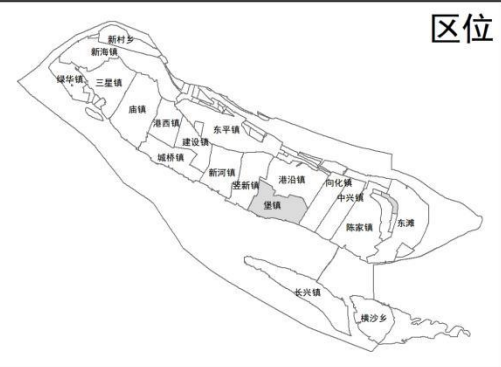 区位
新村乡
新海镇
绿华镇
三星镇
庙镇
港西镇
东平镇
建设镇
城桥镇
新河镇
竖新镇
港沿镇
堡镇
向化镇
中兴镇
陈家镇
东滩
长兴镇
横沙乡